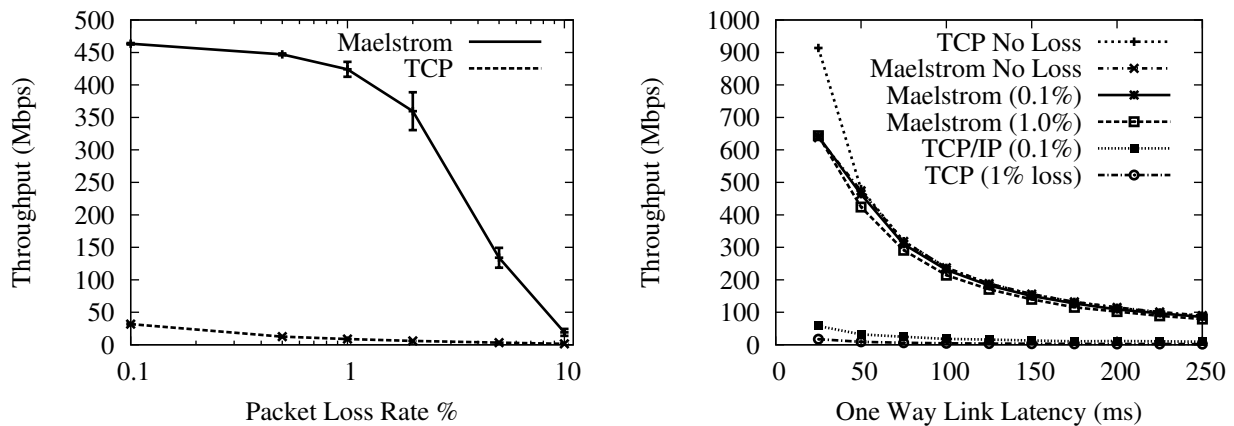 500
450
400
350
300
250
200
150
100
50
0
Throughput (Mbps)
Maelstrom
TCP
0.1
1
10
Packet Loss Rate %
1000
900
800
700
600
500
400
300
200
100
0
Throughput (Mbps)
TCP No Loss
Maelstrom No Loss
Maelstrom (0.1%)
Maelstrom (1.0%)
TCP/IP (0.1%)
TCP (1% loss)
0
50
100
150
200
250
One Way Link Latency (ms)